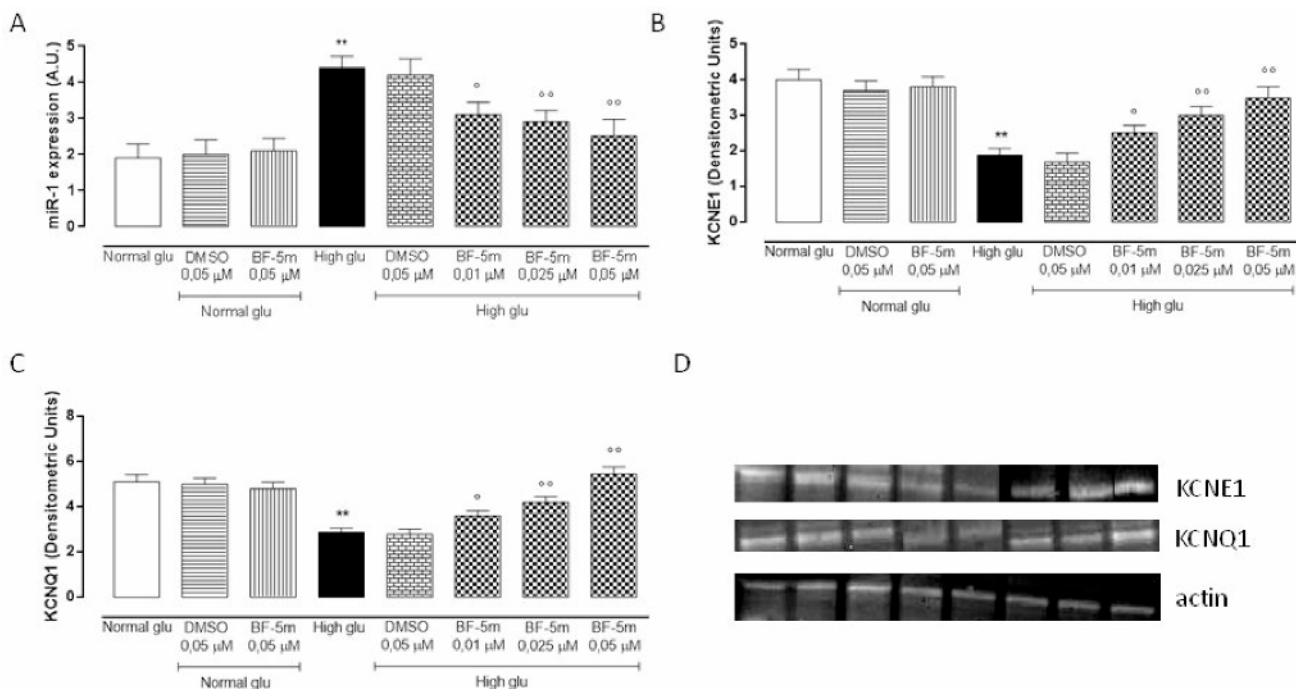 A
miR-1 expression (A.U.)
5
4
3
2
1
0
**
°
°°
°°
Normal glu
DMSO
0,05 µM
BF-5m
0,05 µM
High glu
DMSO
0,05 µM
BF-5m
0,01 µM
BF-5m
0,025 µM
BF-5m
0,05 µM
Normal glu
High glu
B
KCNE1 (Densitometric Units)
5
4
3
2
1
0
**
°
°°
°°
Normal glu
DMSO
0,05 µM
BF-5m
0,05 µM
High glu
DMSO
0,05 µM
BF-5m
0,01 µM
BF-5m
0,025 µM
BF-5m
0,05 µM
Normal glu
High glu
C
KCNQ1 (Densitometric Units)
8
6
4
2
0
**
°
°°
°°
Normal glu
DMSO
0,05 µM
BF-5m
0,05 µM
High glu
DMSO
0,05 µM
BF-5m
0,01 µM
BF-5m
0,025 µM
BF-5m
0,05 µM
Normal glu
High glu
D
KCNE1
KCNQ1
actin